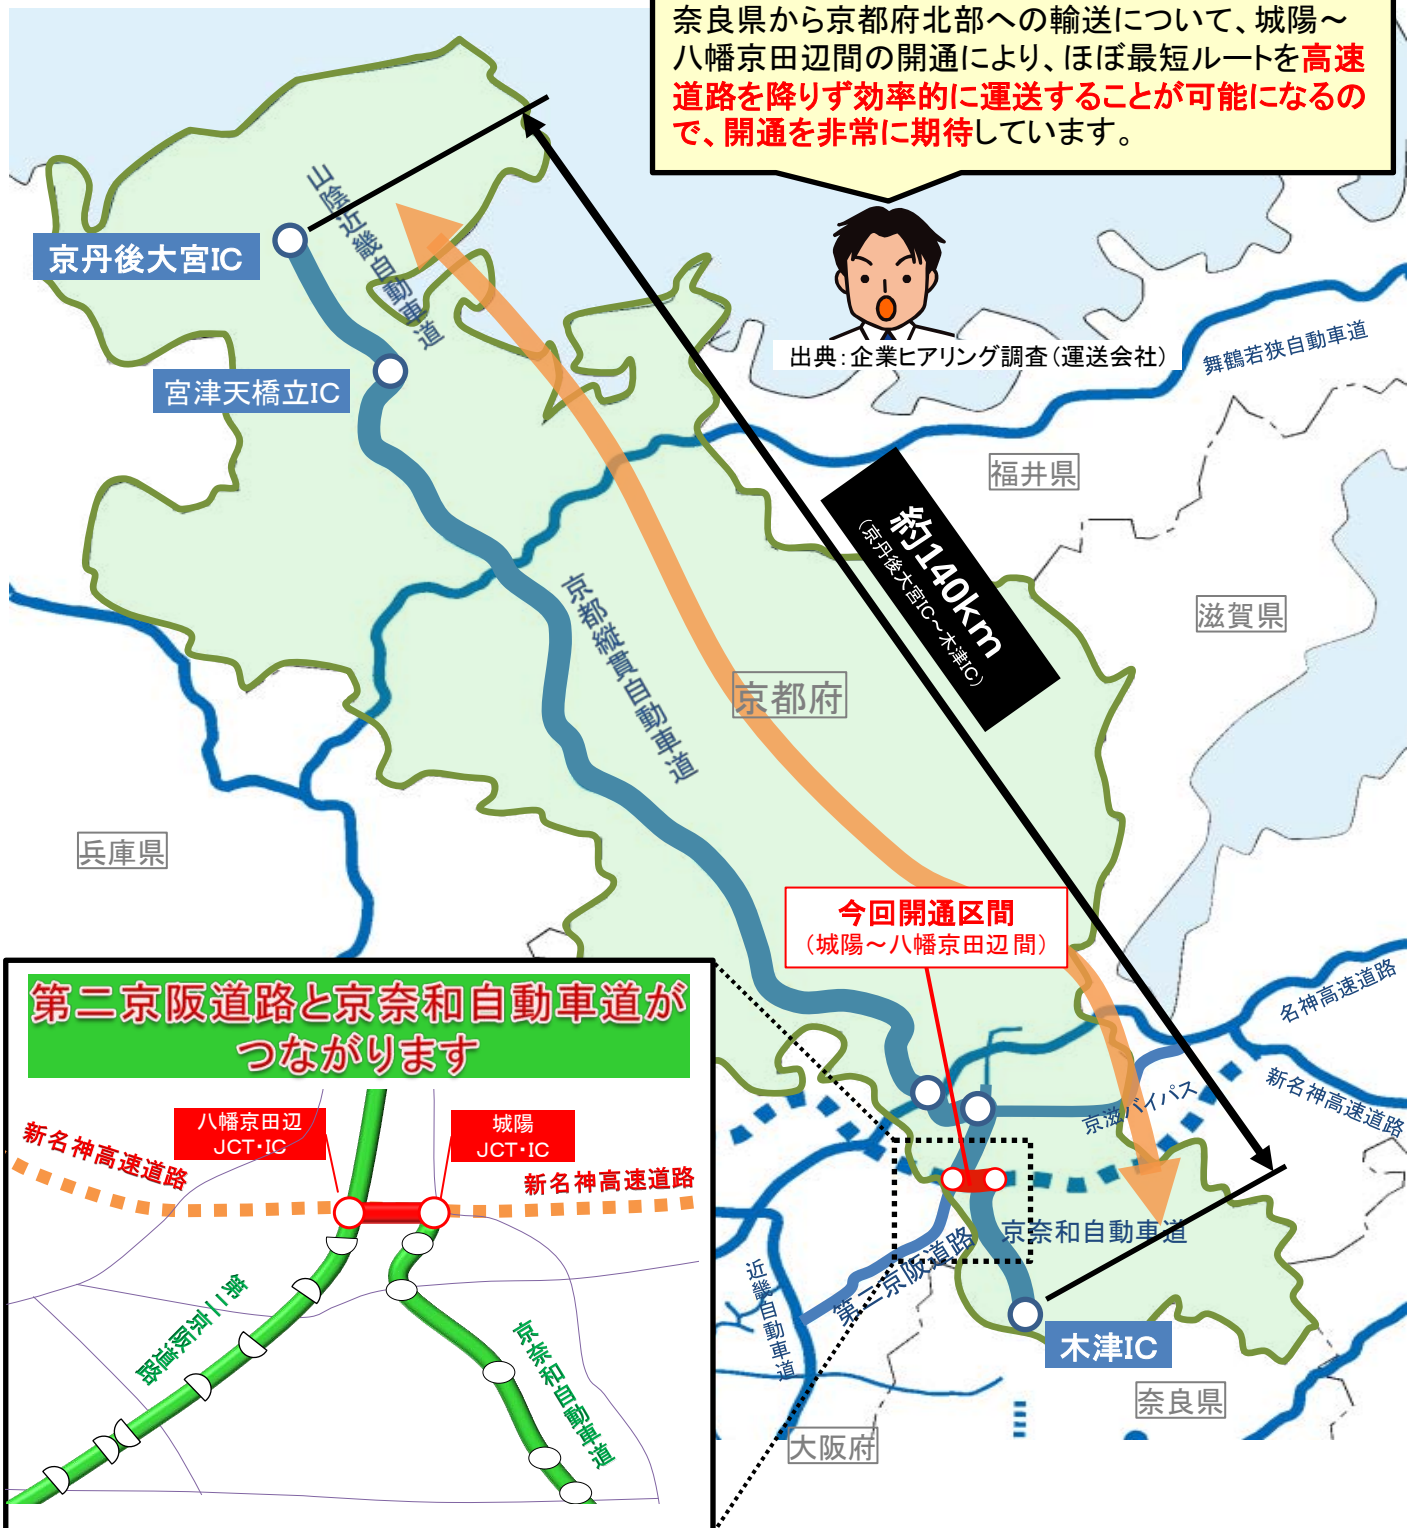 奈良県から京都府北部への輸送について、城陽～
八幡京田辺間の開通により、ほぼ最短ルートを高速
道路を降りず効率的に運送することが可能になるの
で、開通を非常に期待しています。
出典：企業ヒアリング調査（運送会社）
山陰近畿自動車道
京丹後大宮IC
宮津天橋立IC
舞鶴若狭自動車道
福井県
約140km
（京丹後大宮IC～木津IC）
滋賀県
京都縦貫自動車道
京都府
兵庫県
今回開通区間
（城陽～八幡京田辺間）
名神高速道路
新名神高速道路
京滋バイパス
京奈和自動車道
第二京阪道路
近畿自動車道
木津IC
奈良県
大阪府
第二京阪道路と京奈和自動車道が
つながります
八幡京田辺
JCT・IC
城陽
JCT・IC
新名神高速道路
新名神高速道路
第二京阪道路
京奈和自動車道